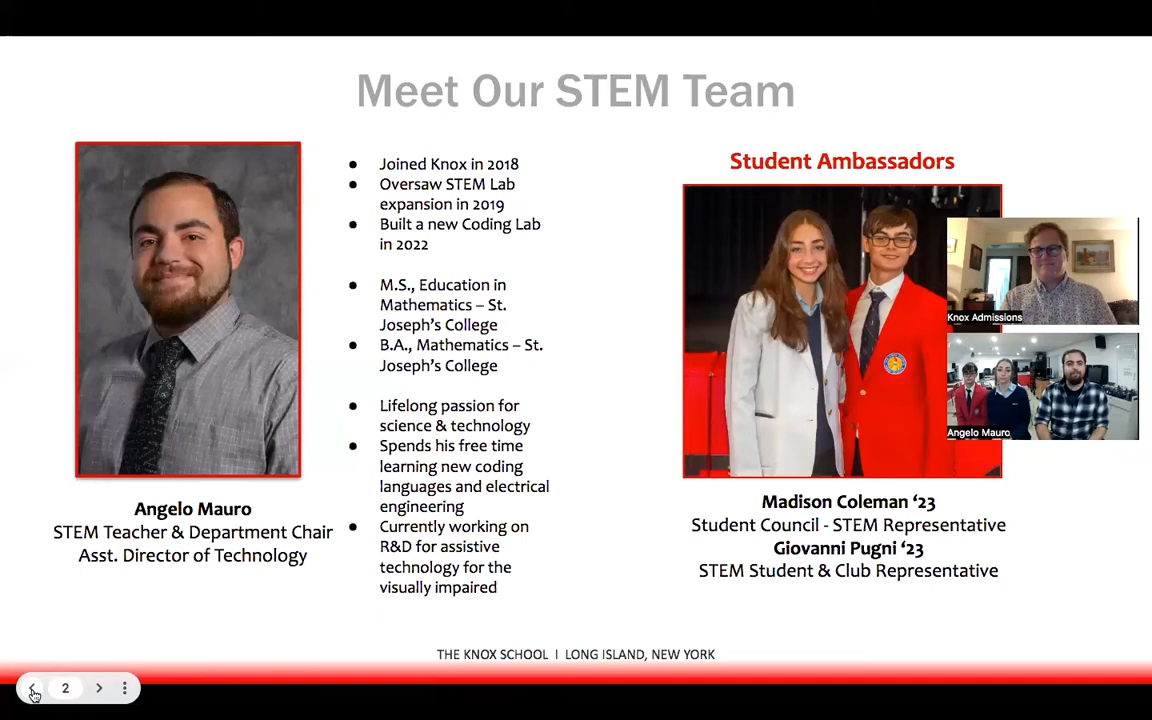 Meet Our STEM Team
Angelo Mauro
STEM Teacher & Department Chair
Asst. Director of Technology
● Joined Knox in 2018
● Oversaw STEM Lab
expansion in 2019
● Built a new Coding Lab
in 2022
● M.S., Education in
Mathematics – St.
Joseph's College
● B.A., Mathematics – St.
Joseph's College
● Lifelong passion for
science & technology
● Spends his free time
learning new coding
languages and electrical
engineering
● Currently working on
R&D for assistive
technology for the
visually impaired
Student Ambassadors
Madison Coleman ‘23
Student Council - STEM Representative
Giovanni Pugni ‘23
STEM Student & Club Representative
Knox Admissions
Angelo Mauro
THE KNOX SCHOOL I LONG ISLAND, NEW YORK
2